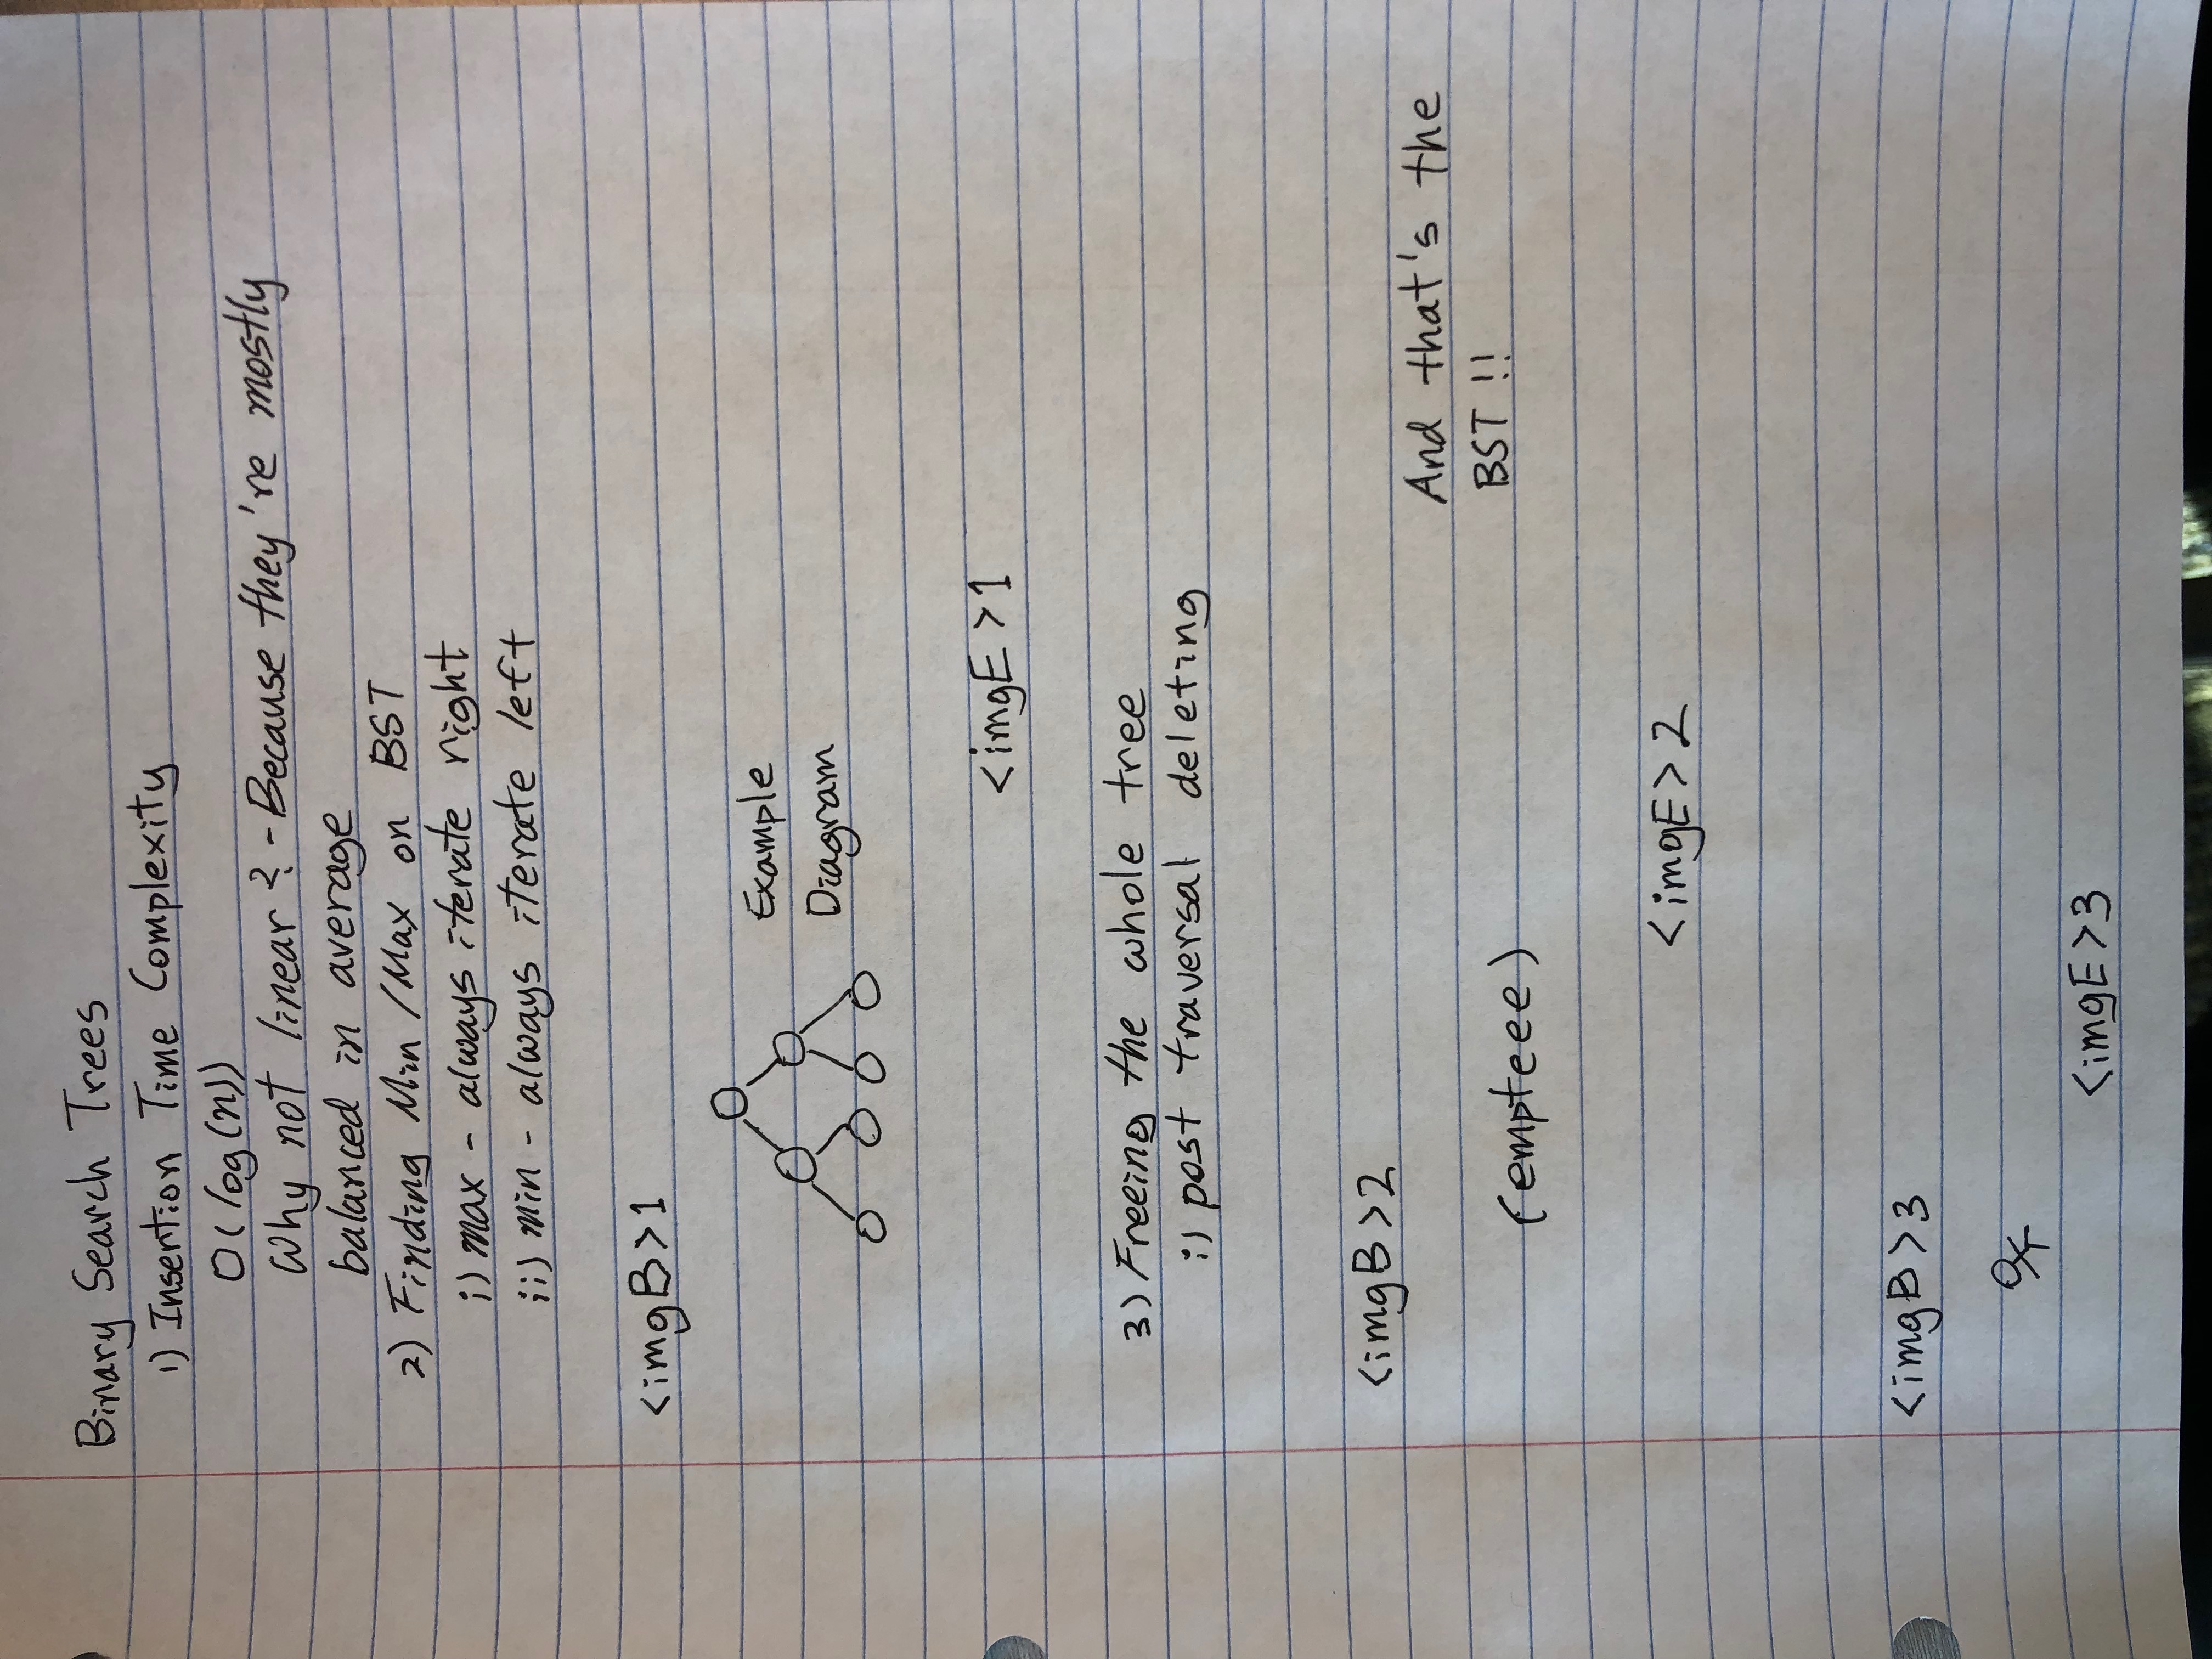 Binary Search Trees
1) Insertion Time Complexity
O(log(n))
Why not linear? - Because they're mostly
balanced in average
2) Finding Min/Max on BST
i) max - always iterate right
ii) min - always iterate left
<imgB>1
Example
Diagram
<imgE>1
3) Freeing the whole tree
i) post traversal deleting
<imgB>2
And that's the
BST!!
(empteee)
<imgE>2
<imgB>3
<imgE>3